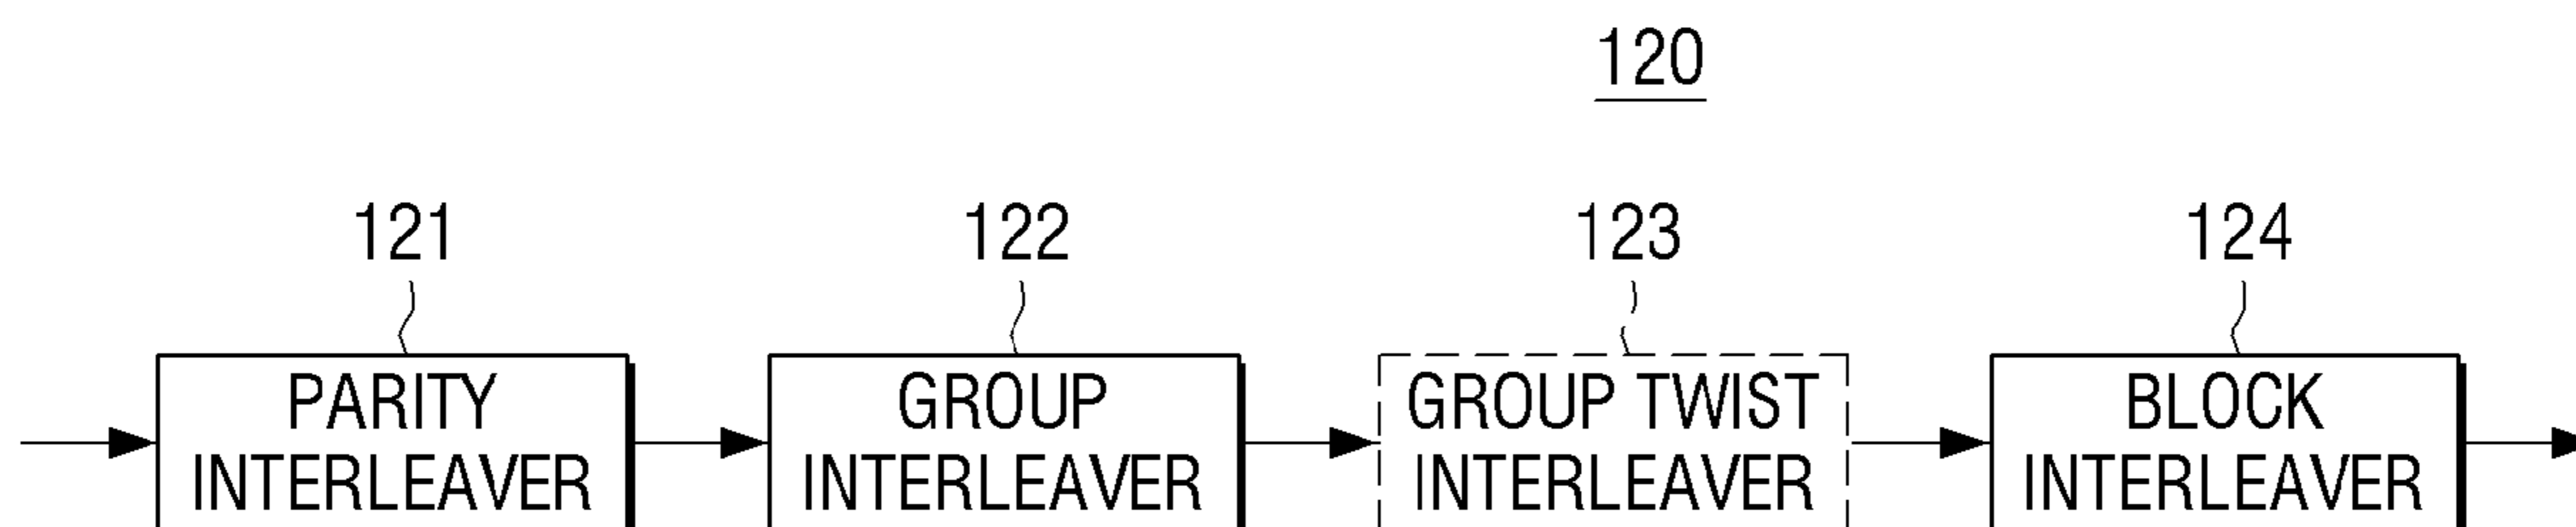 120
121
122
123
124
PARITY
INTERLEAVER
GROUP
INTERLEAVER
GROUP TWIST
INTERLEAVER
BLOCK
INTERLEAVER